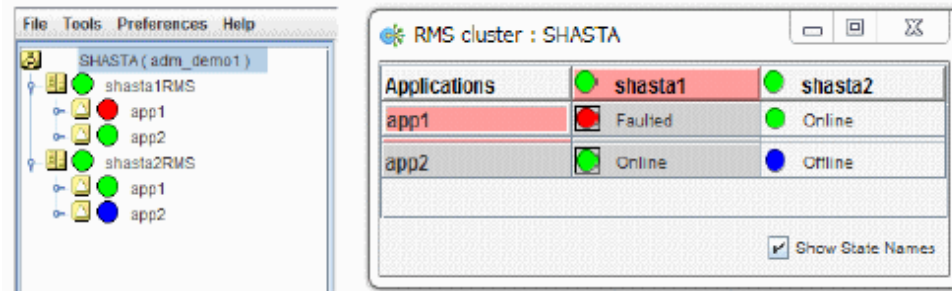 File Tools Preferences Help
SHASTA ( adm_demo1 )
shasta1RMS
app1
app2
shasta2RMS
app1
app2
RMS cluster : SHASTA
Applications shasta1 shasta2
app1 Faulted Online
app2 Online Offline
Show State Names